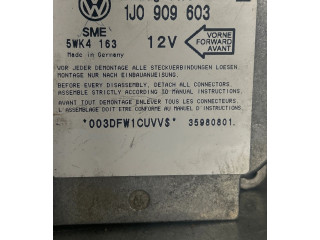 1J0 909 603
SME
5WK4 163
12V
VORNE
FORWARD
AVANT
Made in Germany
VOR JEDER DEMONTAGE ALLE STECKVERBINDUNGEN LOESEN.
MONTAGE NUR NACH EINBAUANWEISUNG.
BEFORE EVERY DISASSEMBLY, DETACH ALL CONNECTORS.
ASSEMBLE STRICTLY ACCORDING MANUAL INSTRUCTIONS.
AVANT TOUT DEMONTAGE ENLEVER TOUS LES CONNECTEURS.
L'ASSEMBLAGE DOIT ETRE CONFORME AU MANUEL D'INSTRUCTIONS.
*003DFW1CUVV$* 35980801.